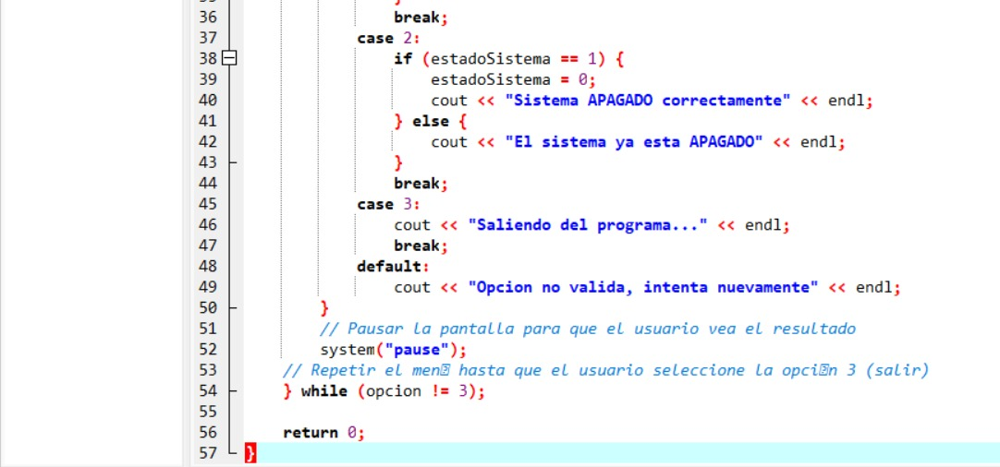 36 break;
37 case 2:
38 if (estadoSistema == 1) {
39 estadoSistema = 0;
40 cout << "Sistema APAGADO correctamente" << endl;
41 } else {
42 cout << "El sistema ya esta APAGADO" << endl;
43 }
44 break;
45 case 3:
46 cout << "Saliendo del programa..." << endl;
47 break;
48 default:
49 cout << "Opcion no valida, intenta nuevamente" << endl;
50 }
51 // Pausar la pantalla para que el usuario vea el resultado
52 system("pause");
53 // Repetir el men� hasta que el usuario seleccione la opci�n 3 (salir)
54 } while (opcion != 3);
55
56 return 0;
57 }